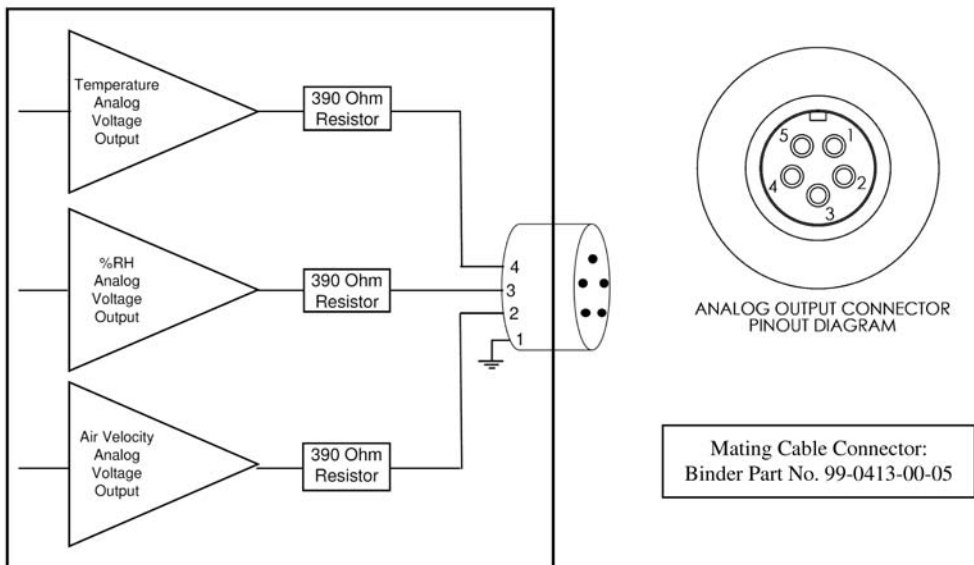 Temperature
Analog
Voltage
Output
390 Ohm
Resistor
%RH
Analog
Voltage
Output
390 Ohm
Resistor
Air Velocity
Analog
Voltage
Output
390 Ohm
Resistor
4
3
2
1
5
1
4
2
3
ANALOG OUTPUT CONNECTOR
PINOUT DIAGRAM
Mating Cable Connector:
Binder Part No. 99-0413-00-05